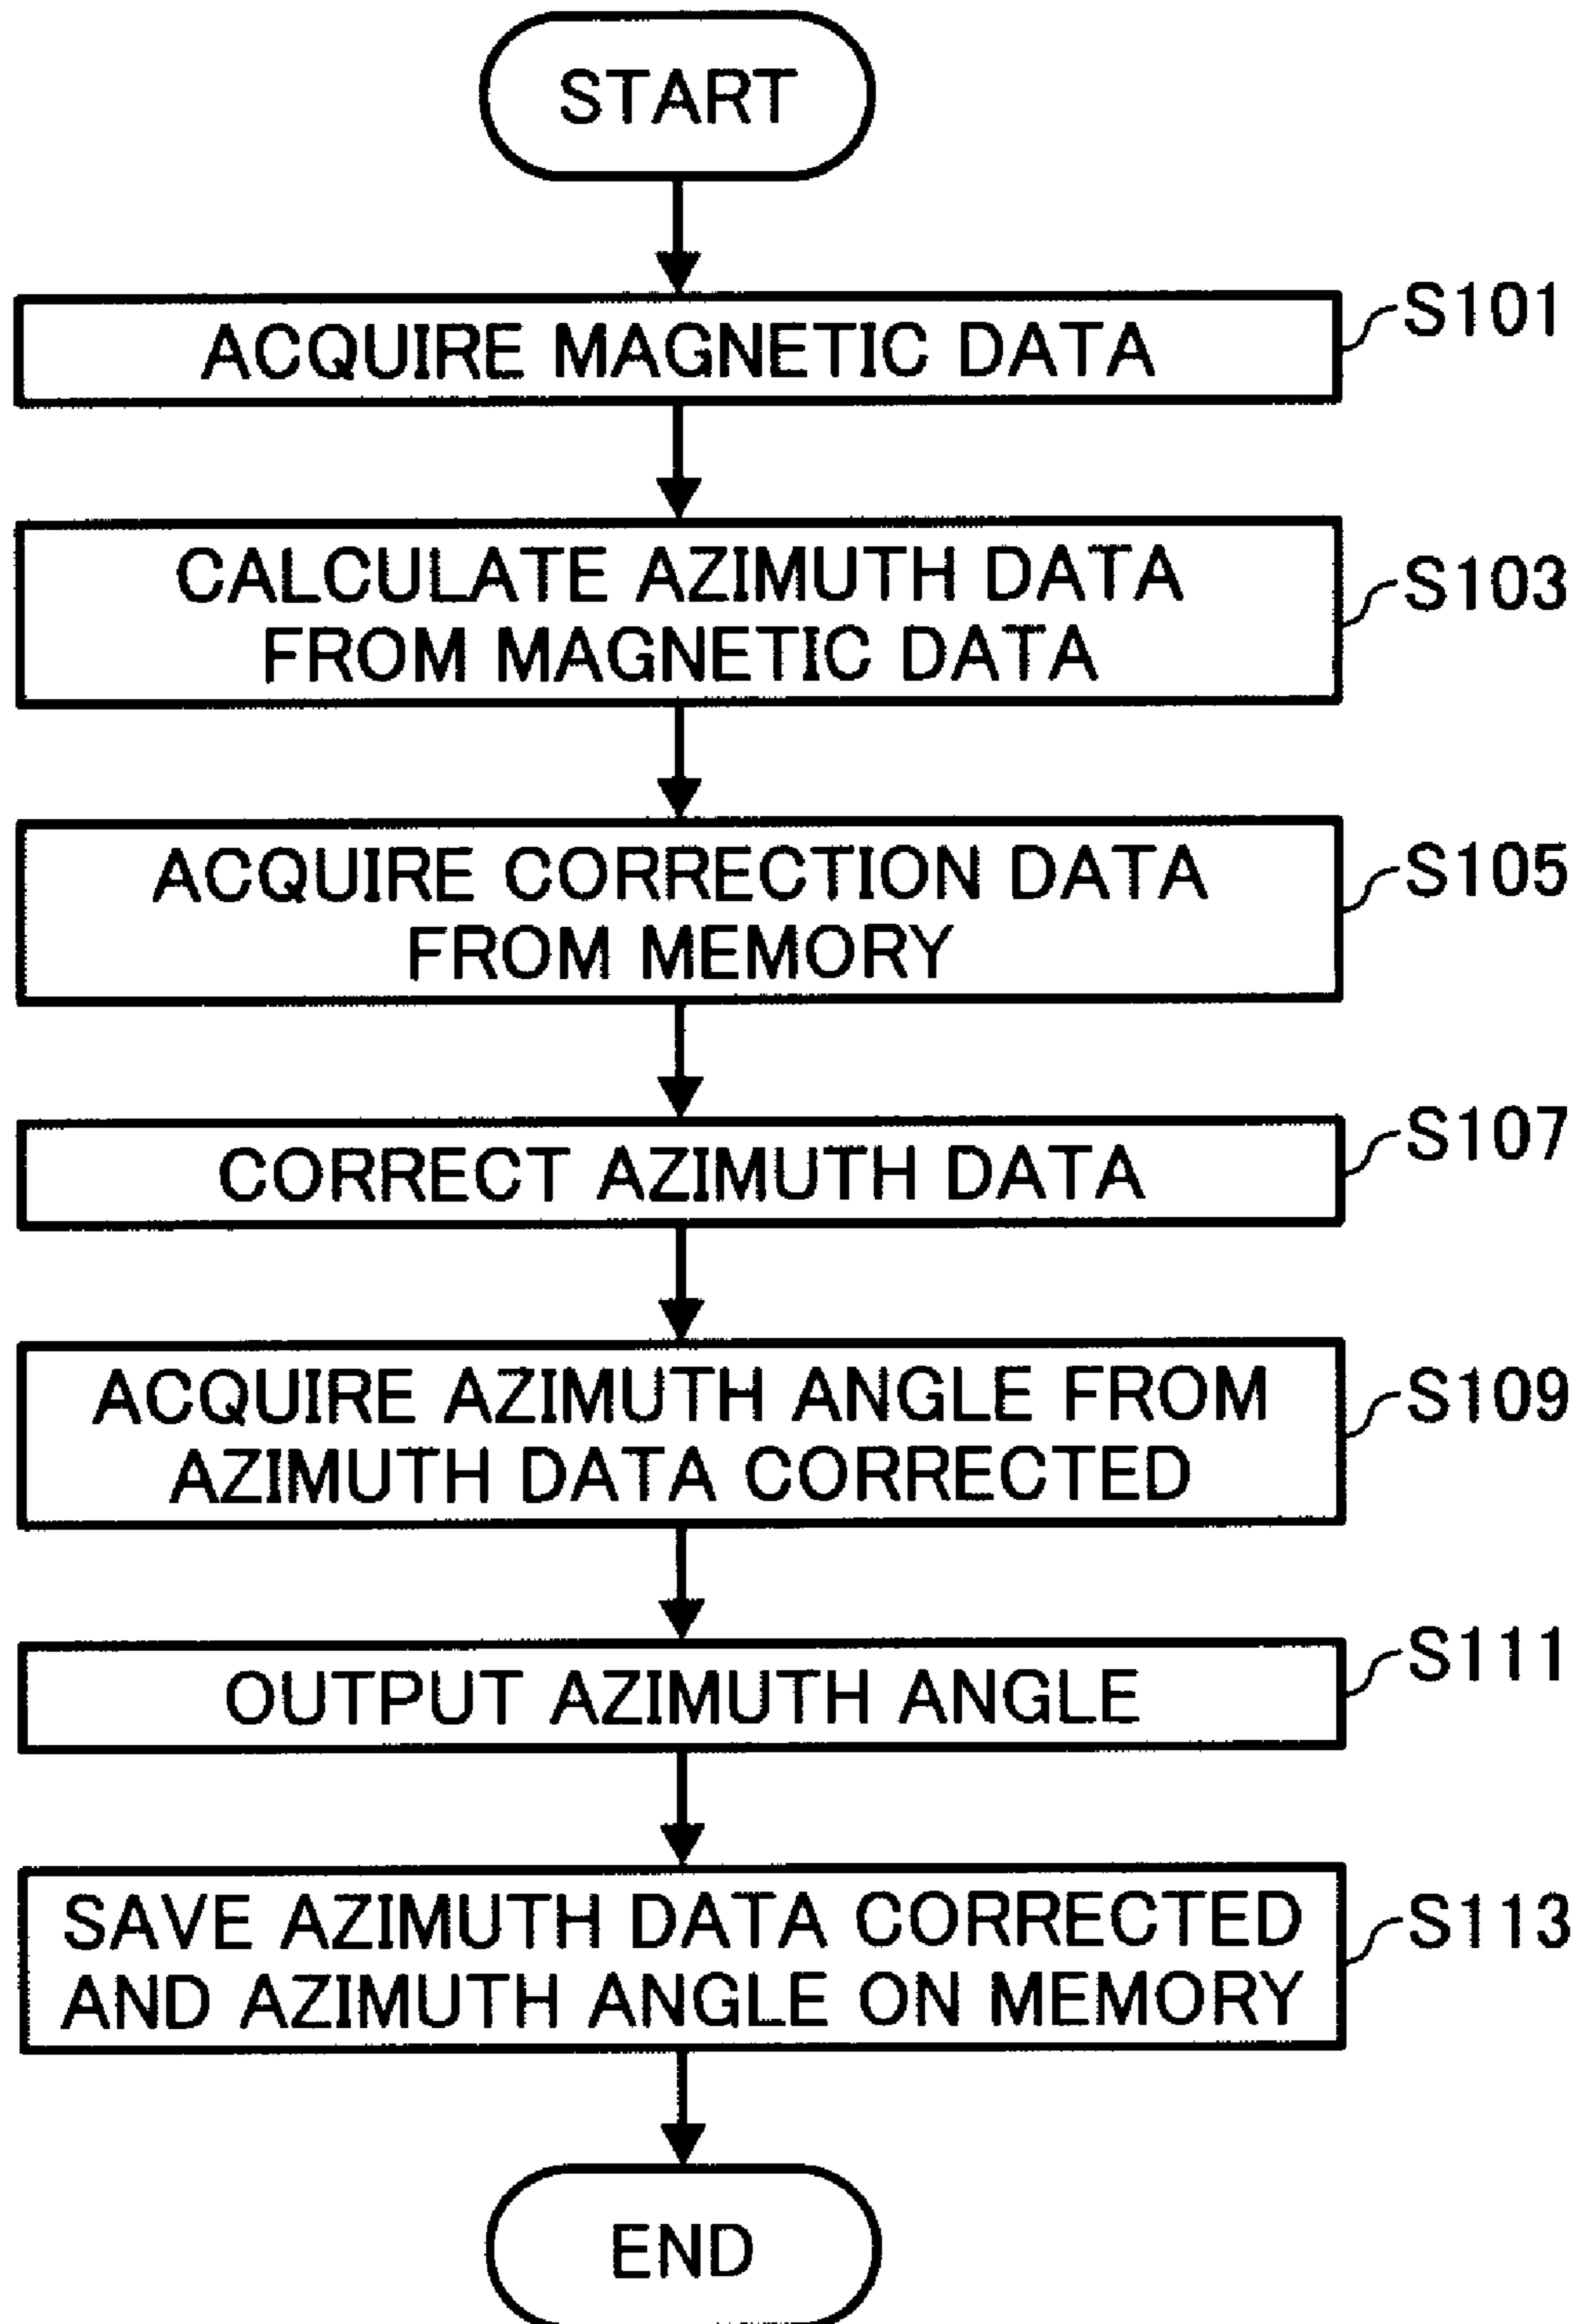 START
ACQUIRE MAGNETIC DATA
S101
CALCULATE AZIMUTH DATA
FROM MAGNETIC DATA
S103
ACQUIRE CORRECTION DATA
FROM MEMORY
S105
CORRECT AZIMUTH DATA
S107
ACQUIRE AZIMUTH ANGLE FROM
AZIMUTH DATA CORRECTED
S109
OUTPUT AZIMUTH ANGLE
S111
SAVE AZIMUTH DATA CORRECTED
AND AZIMUTH ANGLE ON MEMORY
S113
END